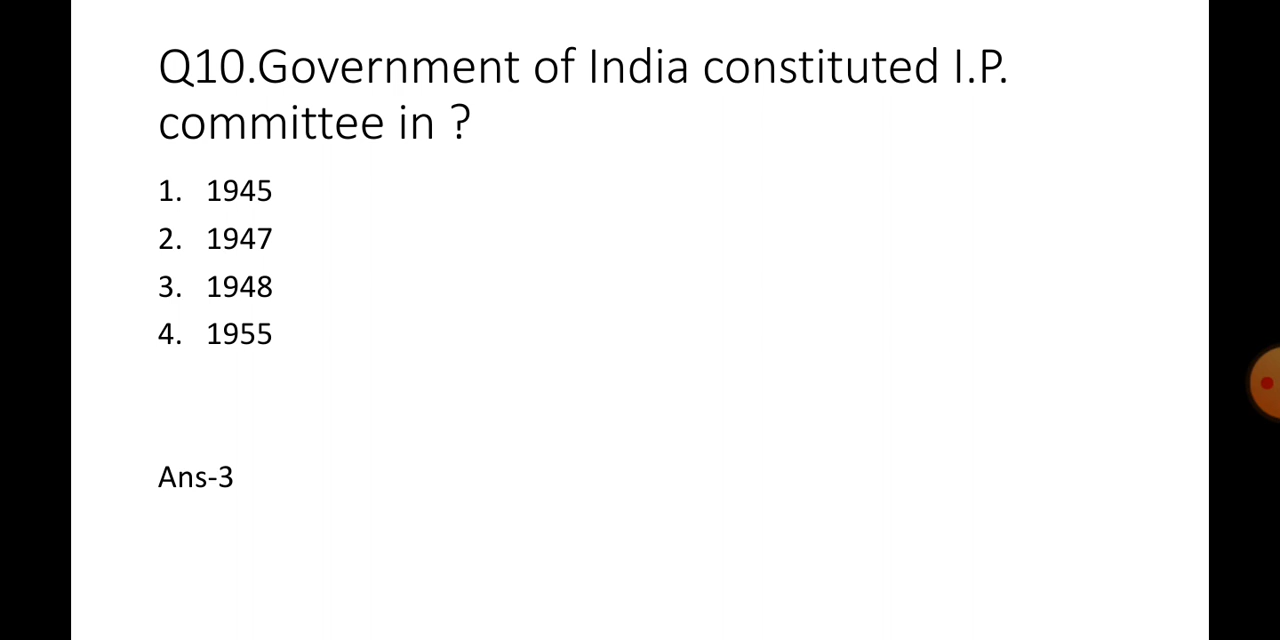 Q10.Government of India constituted I.P.
committee in ?
1. 1945
2. 1947
3. 1948
4. 1955
Ans-3